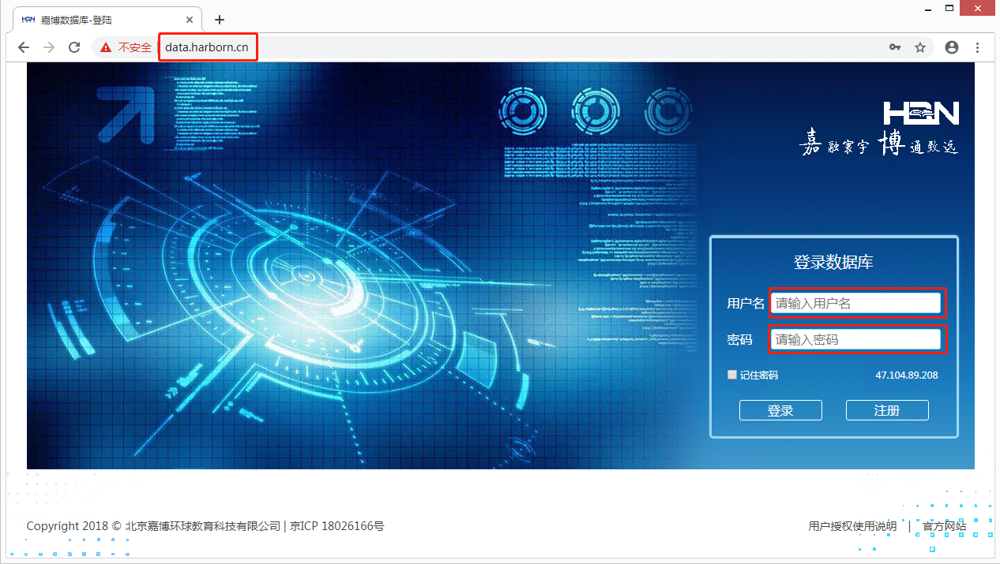 嘉博数据库-登陆
不安全 data.harborn.cn
HBN
嘉 融寰宇 博 通致远
登录数据库
用户名 请输入用户名
密码 请输入密码
记住密码 47.104.89.208
登录 注册
Copyright 2018 © 北京嘉博环球教育科技有限公司 | 京ICP 18026166号
用户授权使用说明 | 官方网站